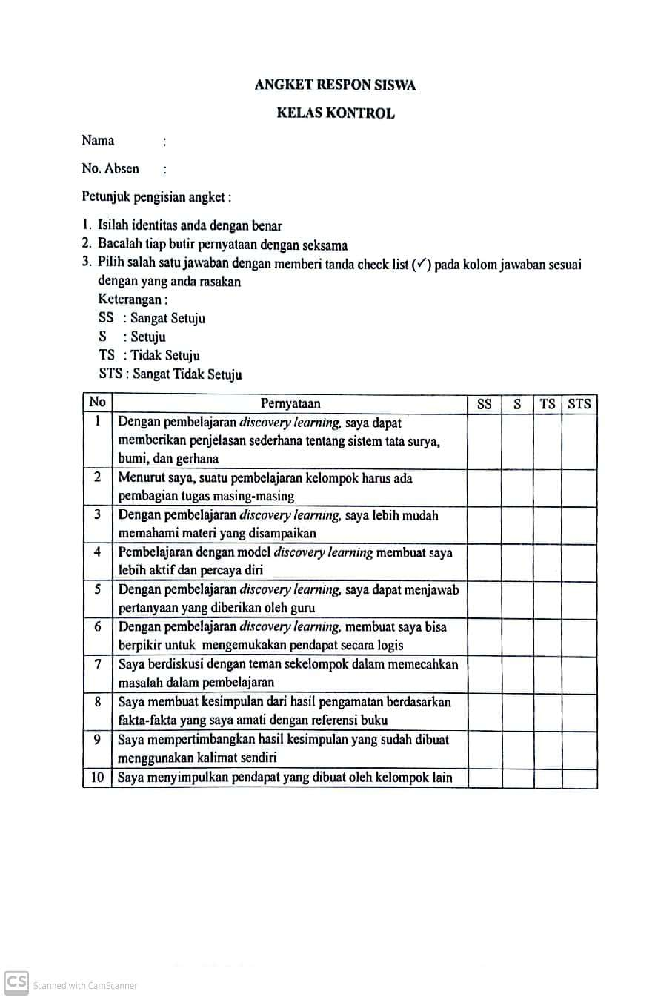 ANGKET RESPON SISWA
KELAS KONTROL
Nama :
No. Absen :
Petunjuk pengisian angket :
1. Isilah identitas anda dengan benar
2. Bacalah tiap butir pernyataan dengan seksama
3. Pilih salah satu jawaban dengan memberi tanda check list (✓) pada kolom jawaban sesuai
dengan yang anda rasakan
Keterangan :
SS : Sangat Setuju
S : Setuju
TS : Tidak Setuju
STS : Sangat Tidak Setuju
No Pernyataan SS S TS STS
1 Dengan pembelajaran discovery learning, saya dapat
memberikan penjelasan sederhana tentang sistem tata surya,
bumi, dan gerhana
2 Menurut saya, suatu pembelajaran kelompok harus ada
pembagian tugas masing-masing
3 Dengan pembelajaran discovery learning, saya lebih mudah
memahami materi yang disampaikan
4 Pembelajaran dengan model discovery learning membuat saya
lebih aktif dan percaya diri
5 Dengan pembelajaran discovery learning, saya dapat menjawab
pertanyaan yang diberikan oleh guru
6 Dengan pembelajaran discovery learning, membuat saya bisa
berpikir untuk mengemukakan pendapat secara logis
7 Saya berdiskusi dengan teman sekelompok dalam memecahkan
masalah dalam pembelajaran
8 Saya membuat kesimpulan dari hasil pengamatan berdasarkan
fakta-fakta yang saya amati dengan referensi buku
9 Saya mempertimbangkan hasil kesimpulan yang sudah dibuat
menggunakan kalimat sendiri
10 Saya menyimpulkan pendapat yang dibuat oleh kelompok lain
CS Scanned with CamScanner